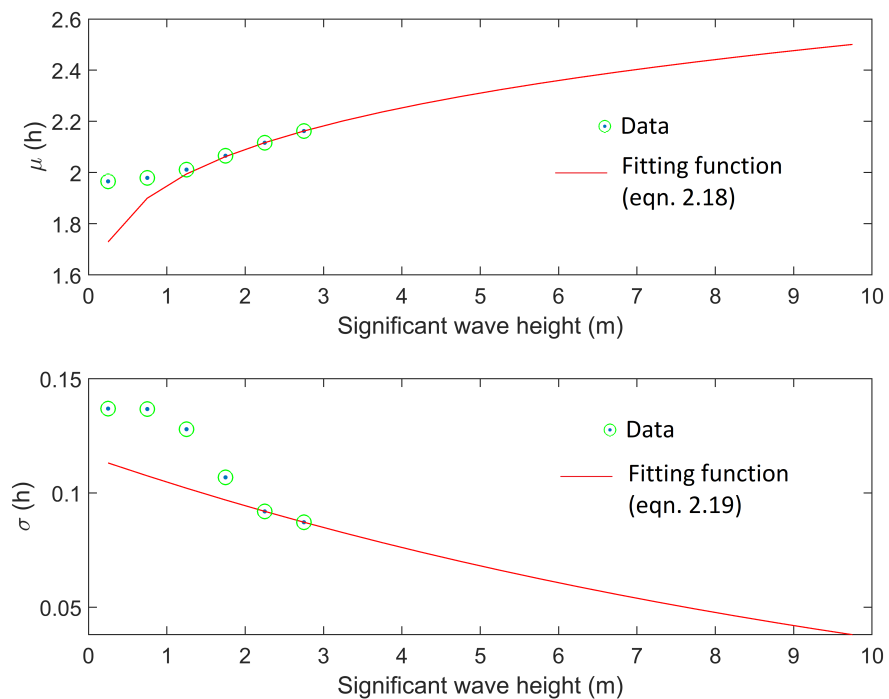 2.6
2.4
2.2
2
1.8
1.6
μ (h)
Data
Fitting function
(eqn. 2.18)
0 1 2 3 4 5 6 7 8 9 10
Significant wave height (m)
0.15
0.1
0.05
σ (h)
Data
Fitting function
(eqn. 2.19)
0 1 2 3 4 5 6 7 8 9 10
Significant wave height (m)